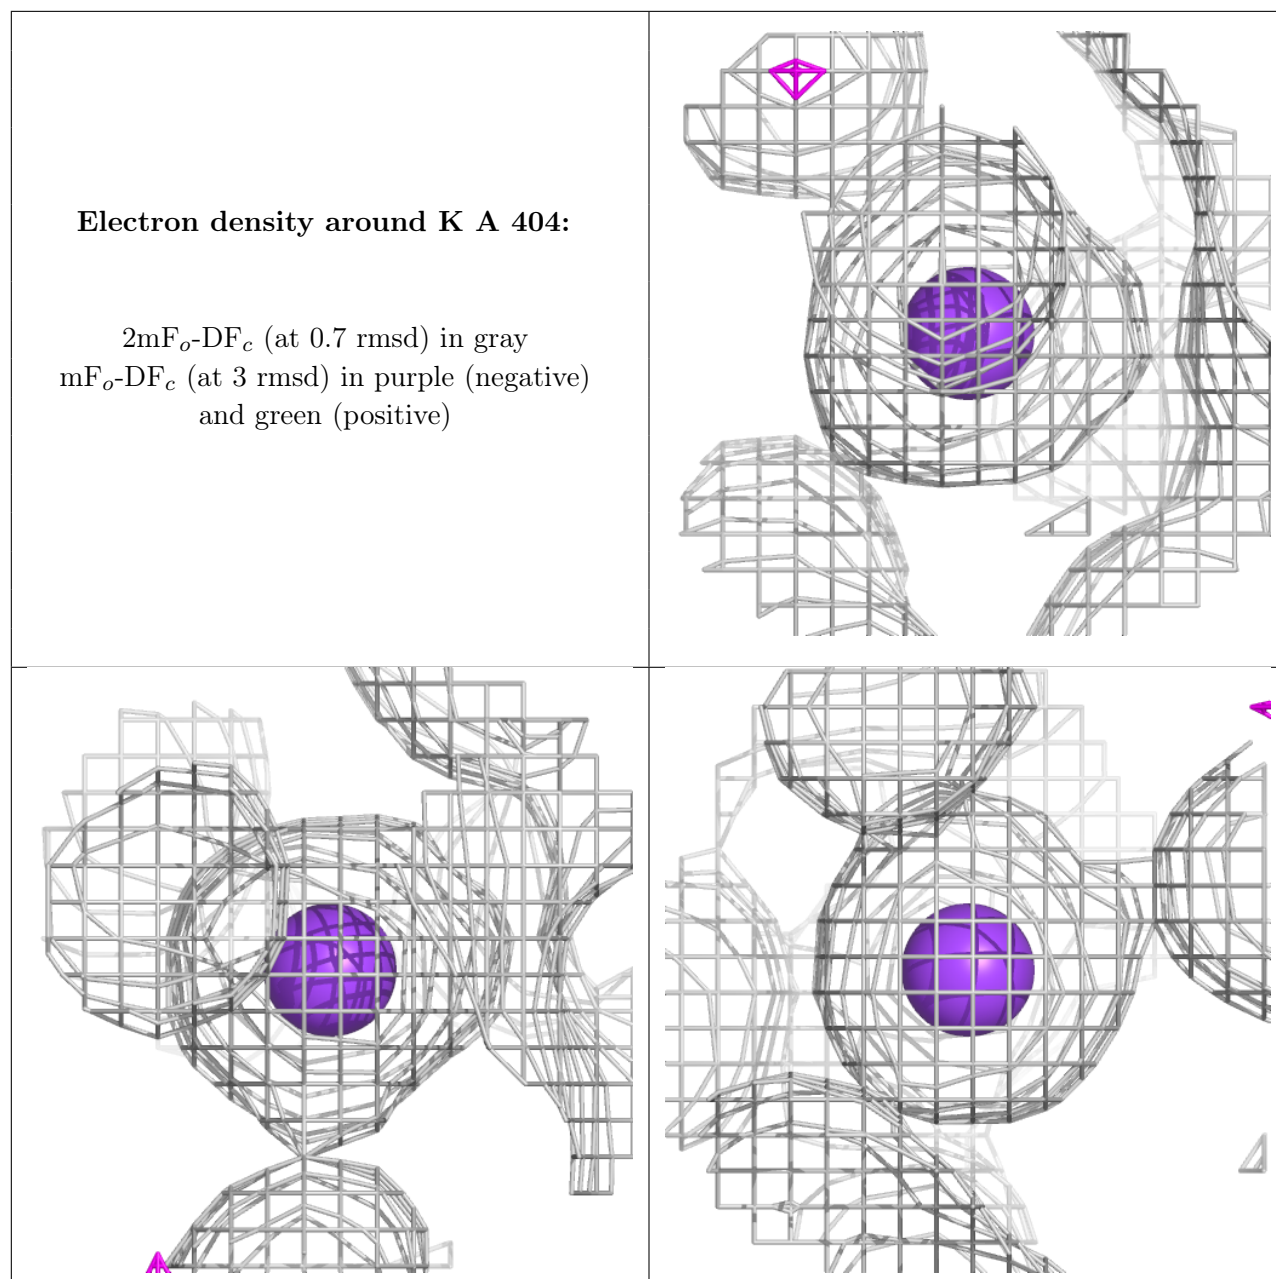 Electron density around K A 404:
2mFo-DFc (at 0.7 rmsd) in gray
mFo-DFc (at 3 rmsd) in purple (negative)
and green (positive)